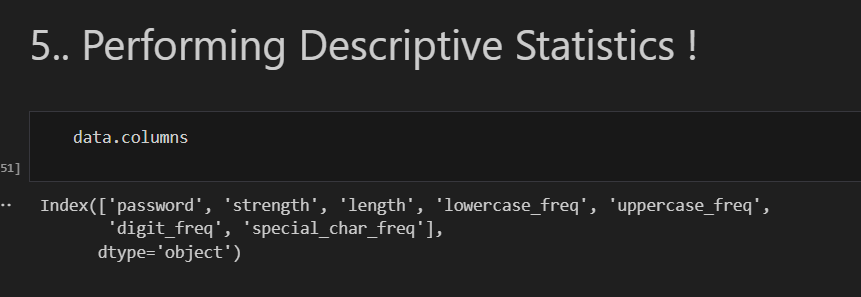 5.. Performing Descriptive Statistics !
data.columns
51]
..
Index(['password', 'strength', 'length', 'lowercase_freq', 'uppercase_freq',
'digit_freq', 'special_char_freq'],
dtype='object')